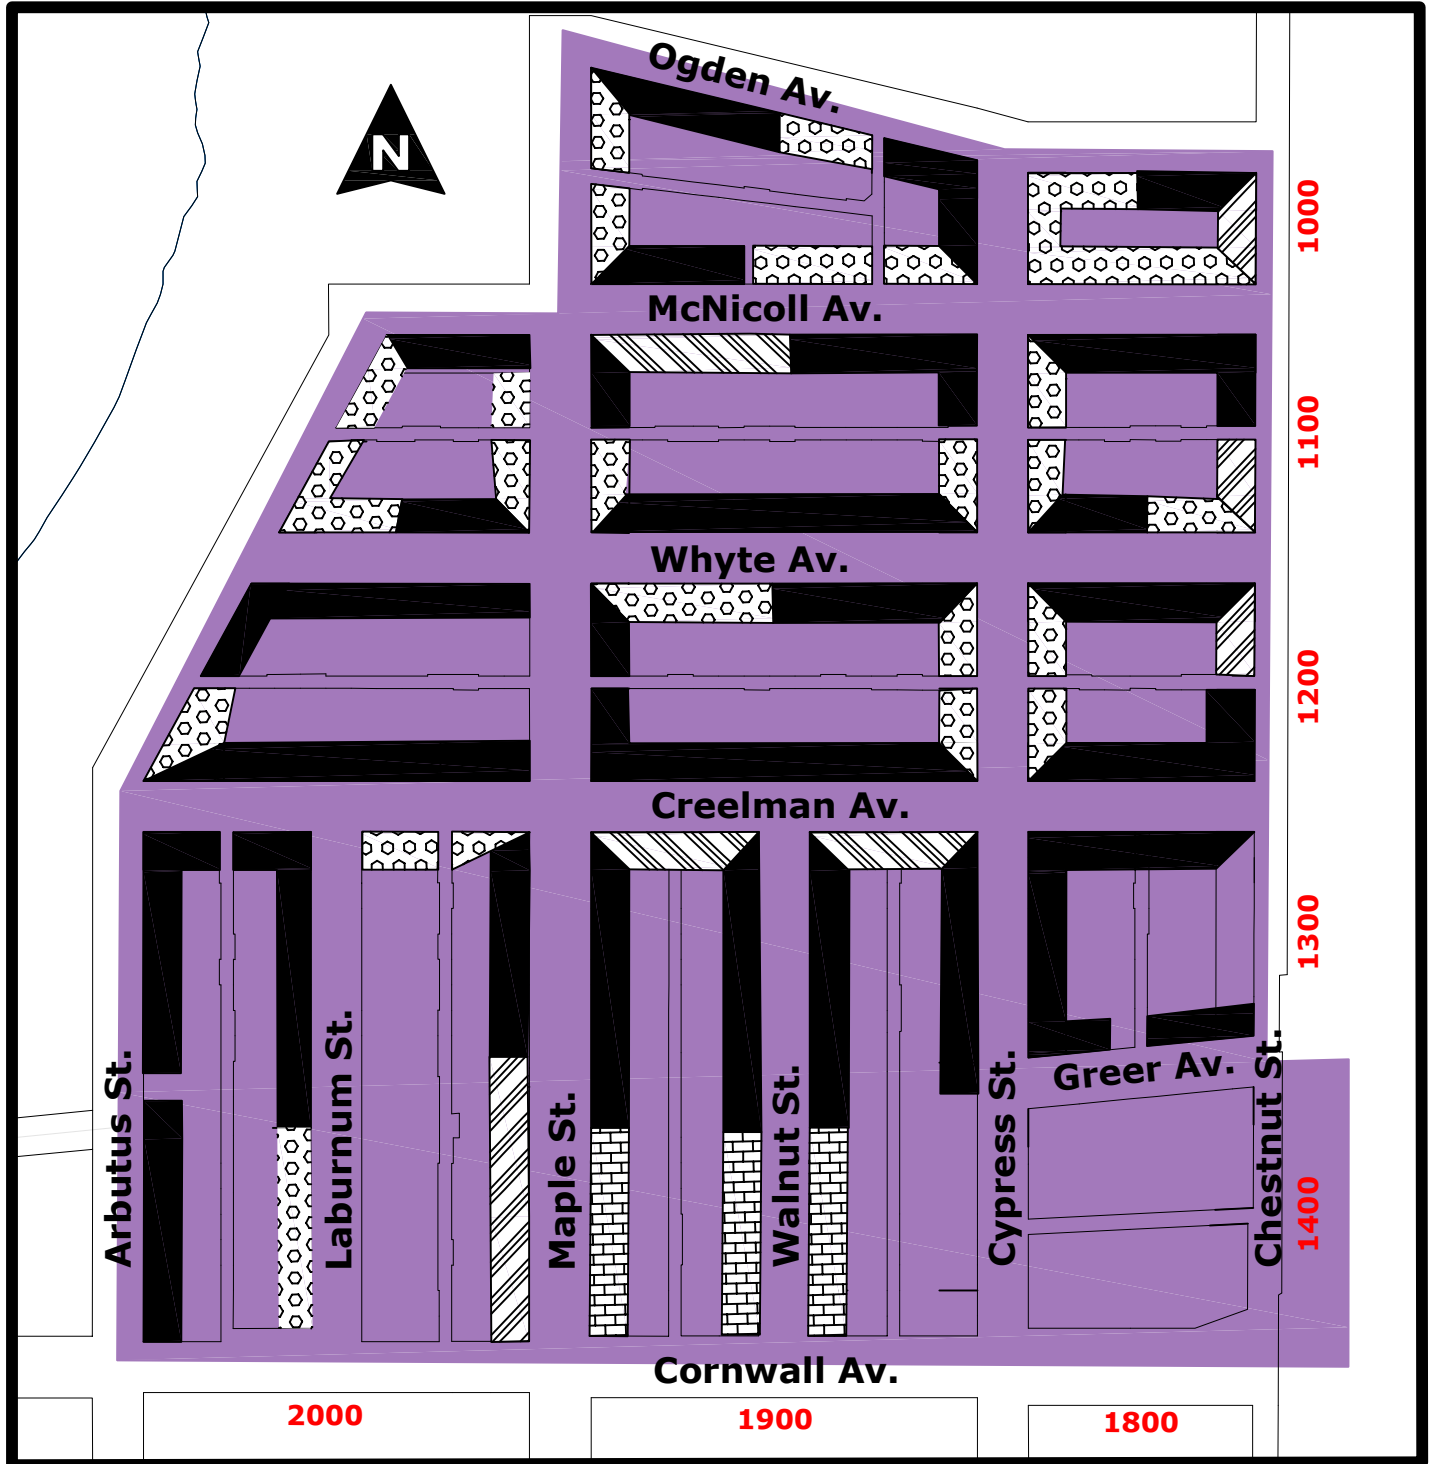 Ogden Av.
N
1000
McNicoll Av.
1100
Whyte Av.
1200
Creelman Av.
1300
Arbutus St.
Laburnum St.
Maple St.
Walnut St.
Cypress St.
Greer Av.
Chestnut St.
1400
Cornwall Av.
2000
1900
1800